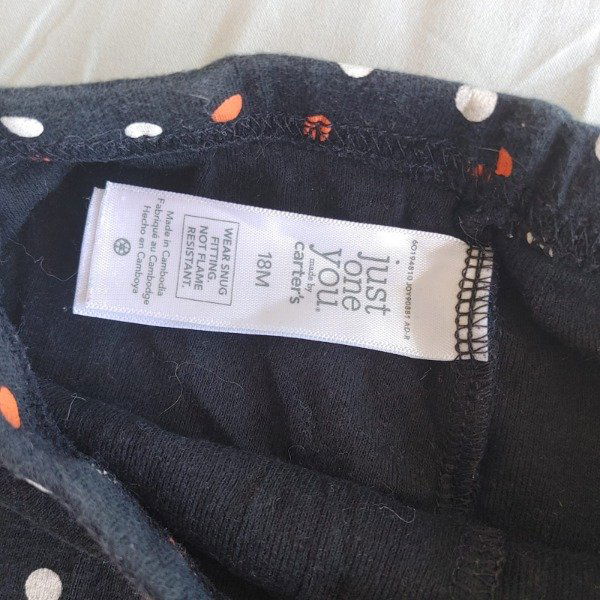 just
one
you®
made by
carter's
18M
WEAR SNUG
FITTING
NOT FLAME
RESISTANT.
Made in Cambodia
Fabriqué au Cambodge
Hecho en Camboya